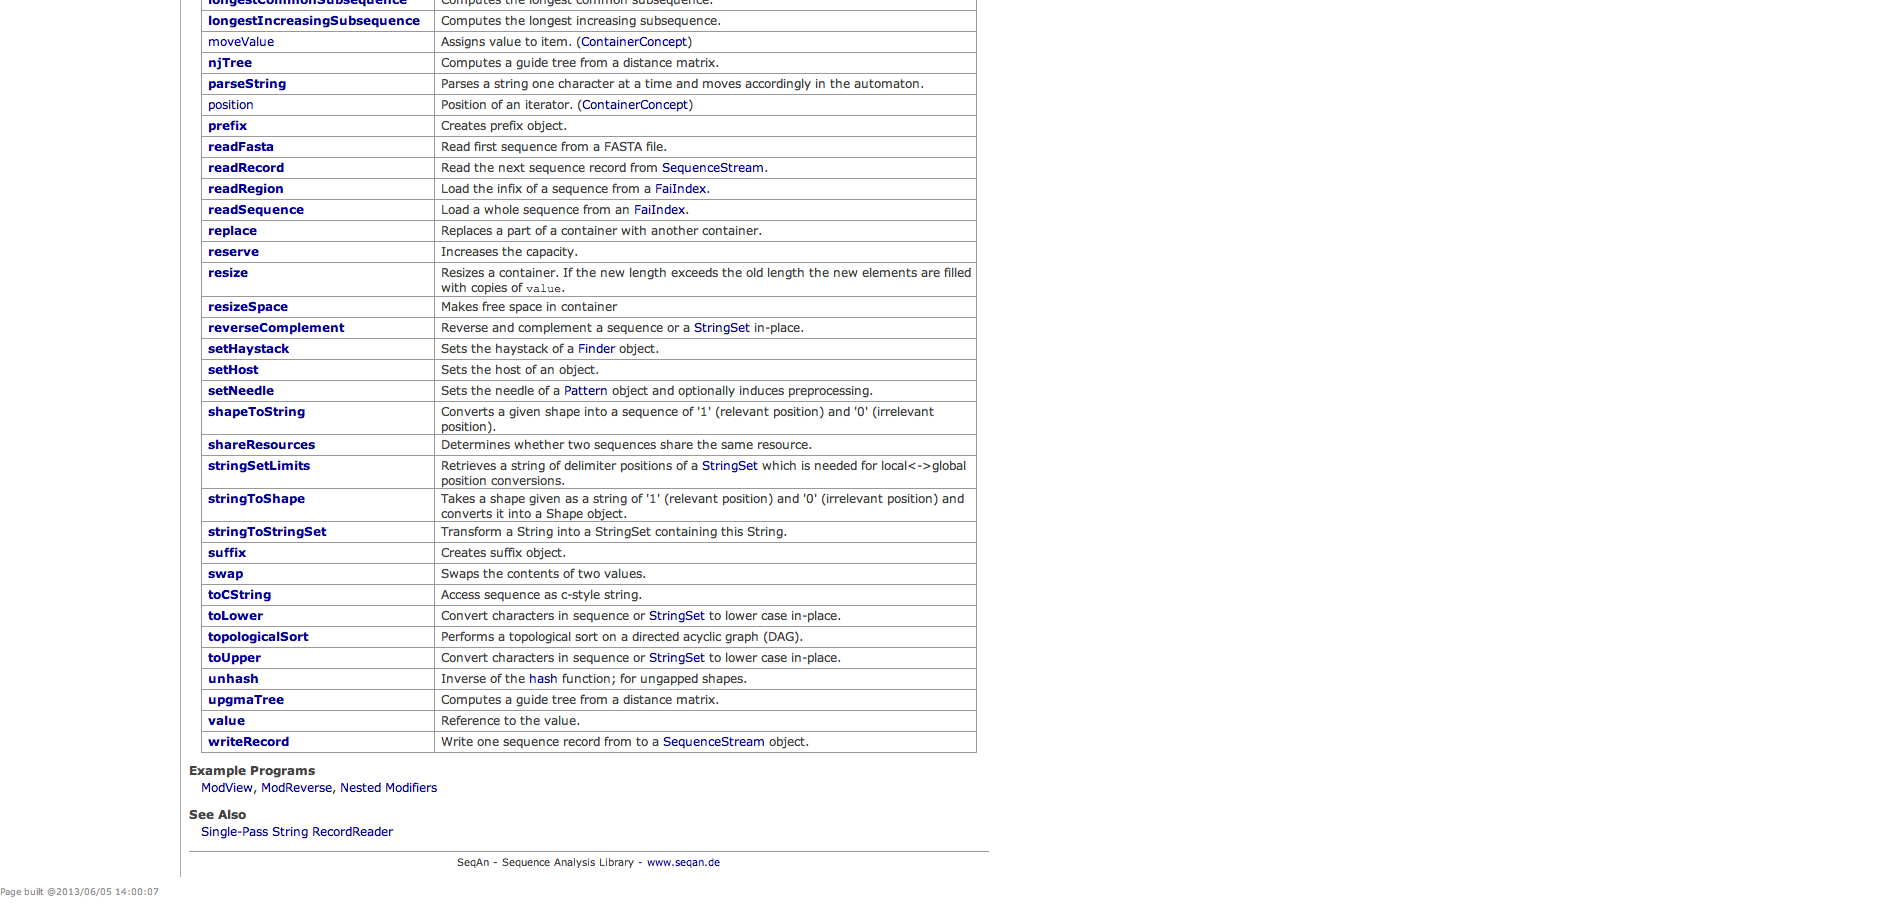 longestCommonSubsequence Computes the longest common subsequence.
longestIncreasingSubsequence Computes the longest increasing subsequence.
moveValue Assigns value to item. (ContainerConcept)
njTree Computes a guide tree from a distance matrix.
parseString Parses a string one character at a time and moves accordingly in the automaton.
position Position of an iterator. (ContainerConcept)
prefix Creates prefix object.
readFasta Read first sequence from a FASTA file.
readRecord Read the next sequence record from SequenceStream.
readRegion Load the infix of a sequence from a FaiIndex.
readSequence Load a whole sequence from an FaiIndex.
replace Replaces a part of a container with another container.
reserve Increases the capacity.
resize Resizes a container. If the new length exceeds the old length the new elements are filled
with copies of value.
resizeSpace Makes free space in container
reverseComplement Reverse and complement a sequence or a StringSet in-place.
setHaystack Sets the haystack of a Finder object.
setHost Sets the host of an object.
setNeedle Sets the needle of a Pattern object and optionally induces preprocessing.
shapeToString Converts a given shape into a sequence of '1' (relevant position) and '0' (irrelevant
position).
shareResources Determines whether two sequences share the same resource.
stringSetLimits Retrieves a string of delimiter positions of a StringSet which is needed for local<->global
position conversions.
stringToShape Takes a shape given as a string of '1' (relevant position) and '0' (irrelevant position) and
converts it into a Shape object.
stringToStringSet Transform a String into a StringSet containing this String.
suffix Creates suffix object.
swap Swaps the contents of two values.
toCString Access sequence as c-style string.
toLower Convert characters in sequence or StringSet to lower case in-place.
topologicalSort Performs a topological sort on a directed acyclic graph (DAG).
toUpper Convert characters in sequence or StringSet to lower case in-place.
unhash Inverse of the hash function; for ungapped shapes.
upgmaTree Computes a guide tree from a distance matrix.
value Reference to the value.
writeRecord Write one sequence record from to a SequenceStream object.
Example Programs
ModView, ModReverse, Nested Modifiers
See Also
Single-Pass String RecordReader
SeqAn - Sequence Analysis Library - www.seqan.de
Page built @2013/06/05 14:00:07